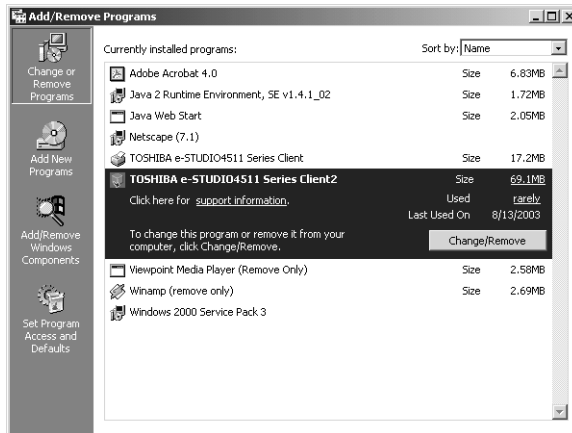 Add/Remove Programs
Change or
Remove
Programs
Add New
Programs
Add/Remove
Windows
Components
Set Program
Access and
Defaults
Currently installed programs:
Sort by: Name
Adobe Acrobat 4.0 Size 6.83MB
Java 2 Runtime Environment, SE v1.4.1_02 Size 1.72MB
Java Web Start Size 2.05MB
Netscape (7.1)
TOSHIBA e-STUDIO4511 Series Client Size 17.2MB
TOSHIBA e-STUDIO4511 Series Client2 Size 69.1MB
Click here for support information. Used rarely
Last Used On 8/13/2003
To change this program or remove it from your
computer, click Change/Remove.
Change/Remove
Viewpoint Media Player (Remove Only) Size 2.58MB
Winamp (remove only) Size 2.69MB
Windows 2000 Service Pack 3